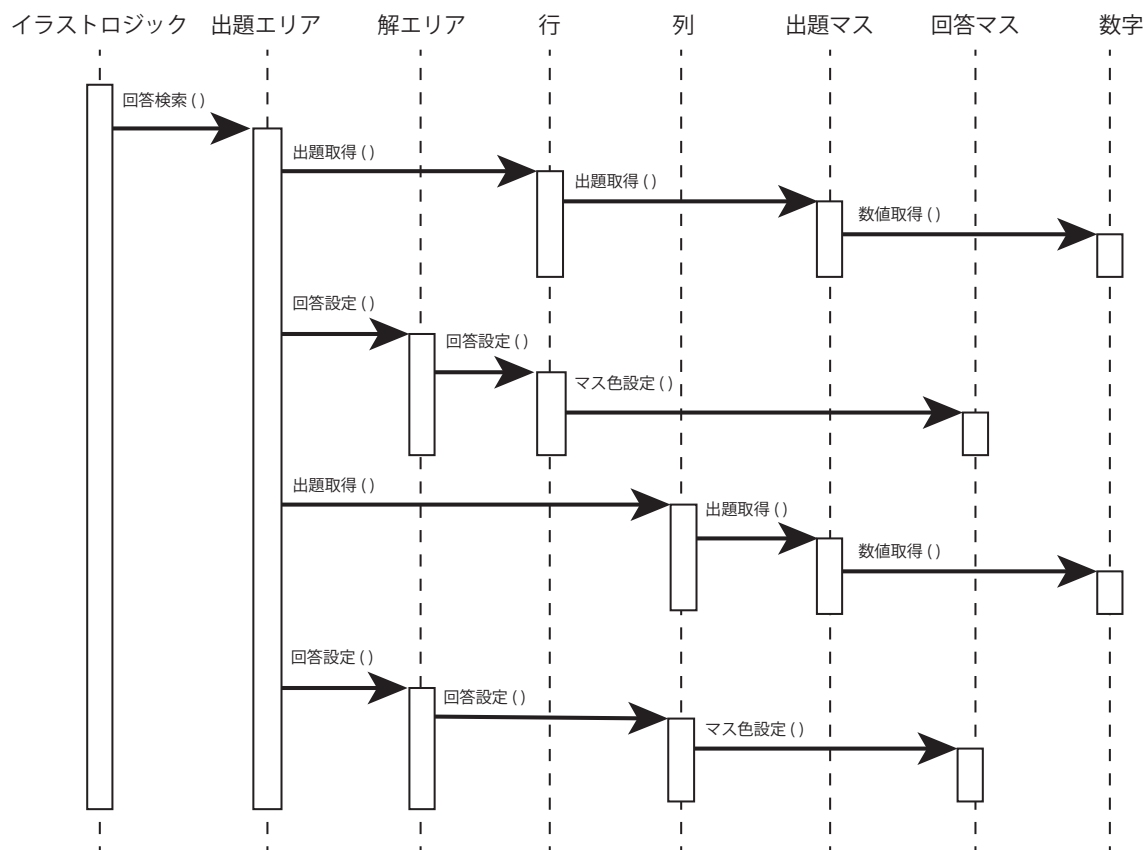 イラストロジック 出題エリア 解エリア 行 列 出題マス 回答マス 数字
回答検索 ( )
出題取得 ( )
出題取得 ( )
数値取得 ( )
回答設定 ( )
回答設定 ( )
マス色設定 ( )
出題取得 ( )
出題取得 ( )
数値取得 ( )
回答設定 ( )
回答設定 ( )
マス色設定 ( )